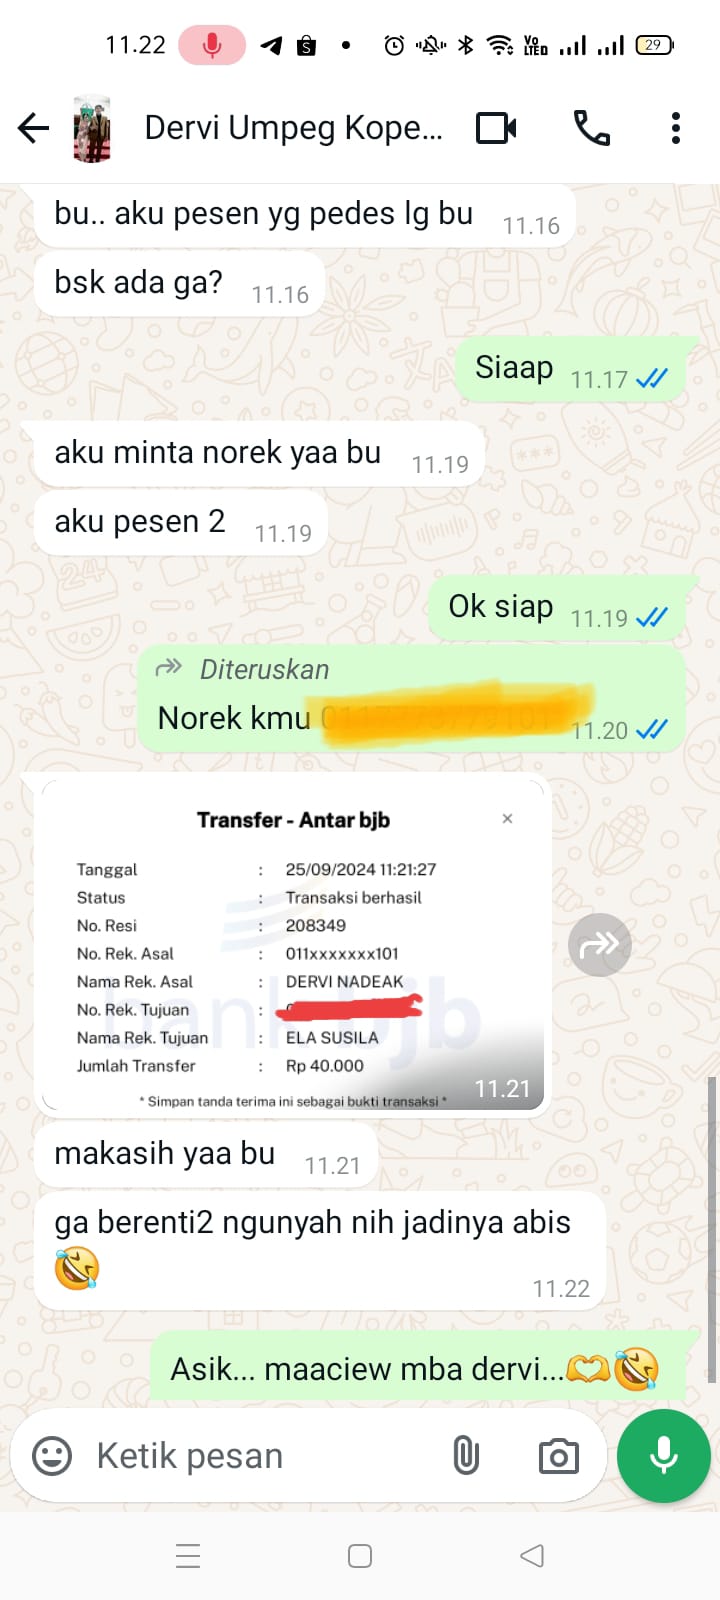 11.22
29
Dervi Umpeg Kope...
bu.. aku pesen yg pedes lg bu 11.16
bsk ada ga? 11.16
Siaap 11.17
aku minta norek yaa bu 11.19
aku pesen 2 11.19
Ok siap 11.19
Diteruskan
Norek kmu 11.20
Transfer - Antar bjb ×
Tanggal : 25/09/2024 11:21:27
Status : Transaksi berhasil
No. Resi : 208349
No. Rek. Asal : 011xxxxxxx101
Nama Rek. Asal : DERVI NADEAK
No. Rek. Tujuan :
Nama Rek. Tujuan : ELA SUSILA
Jumlah Transfer : Rp 40.000
bank bjb
* Simpan tanda terima ini sebagai bukti transaksi *
11.21
makasih yaa bu 11.21
ga berenti2 ngunyah nih jadinya abis
🤣
11.22
Asik... maaciew mba dervi...🫶🤣
Ketik pesan